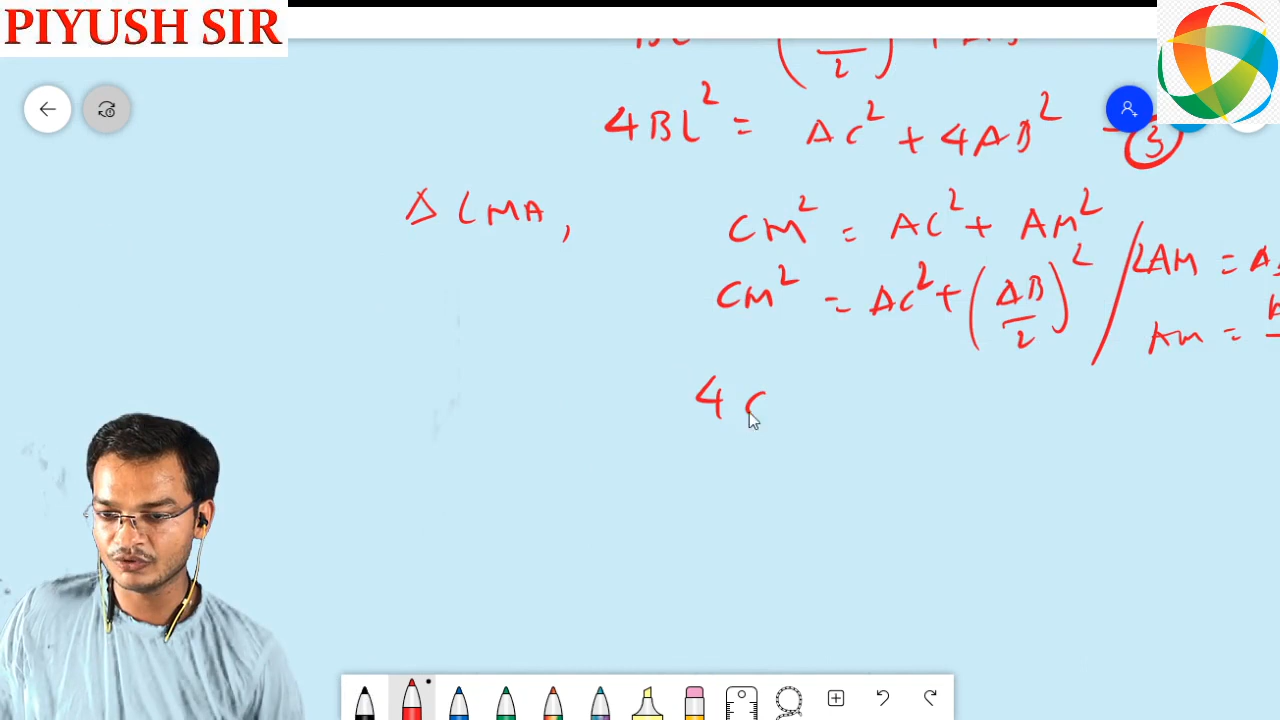 PIYUSH SIR
4BL² = AC² + 4AB² - ③
Δ CMA, CM² = AC² + AM²
CM² = AC² + (AB/2)² / 2AM = A
AM =
4 C